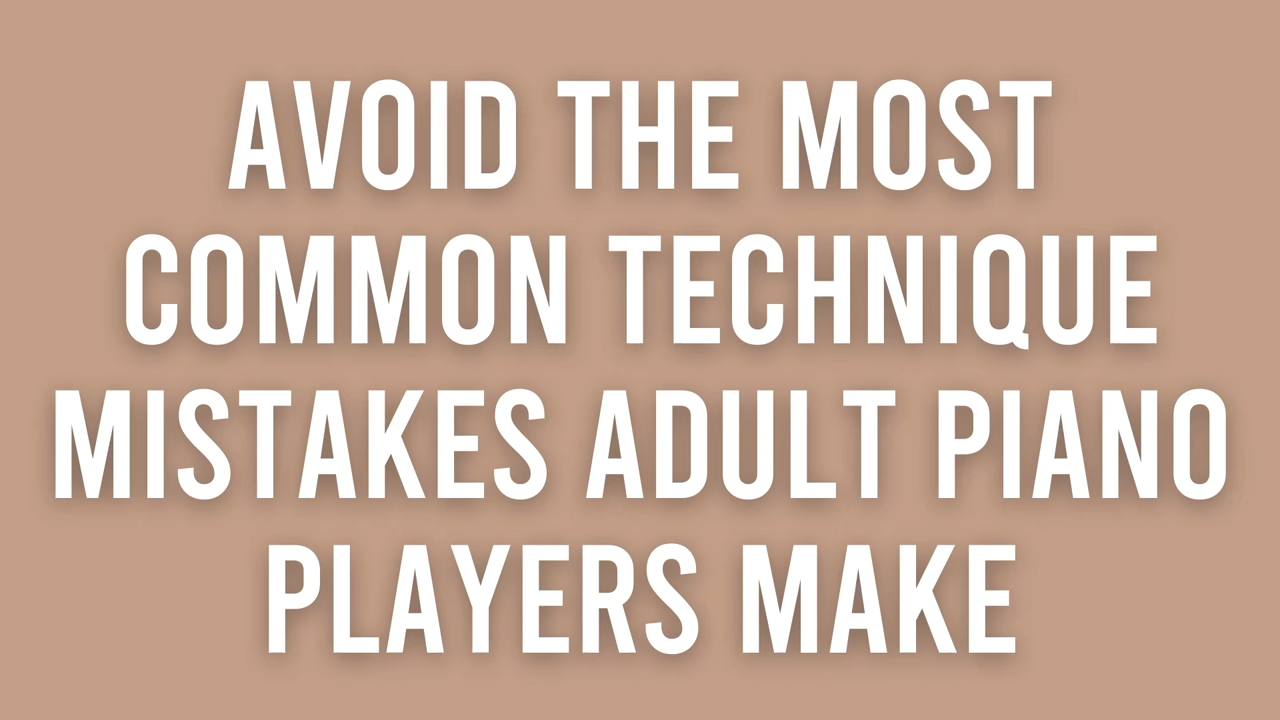 AVOID THE MOST
COMMON TECHNIQUE
MISTAKES ADULT PIANO
PLAYERS MAKE